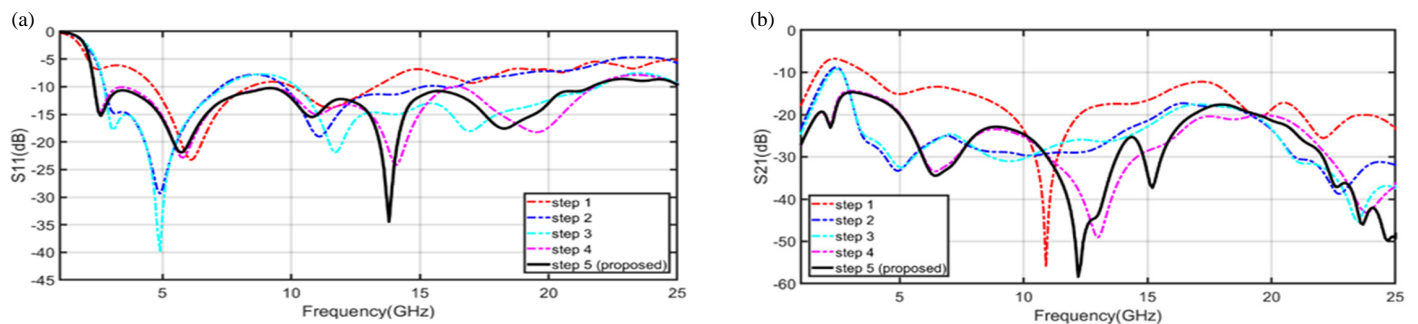 (a)
0
-5
-10
-15
-20
-25
-30
-35
-40
-45
S11(dB)
5
10
15
20
25
Frequency(GHz)
step 1
step 2
step 3
step 4
step 5 (proposed)
(b)
0
-10
-20
-30
-40
-50
-60
S21(dB)
5
10
15
20
25
Frequency(GHz)
step 1
step 2
step 3
step 4
step 5 (proposed)